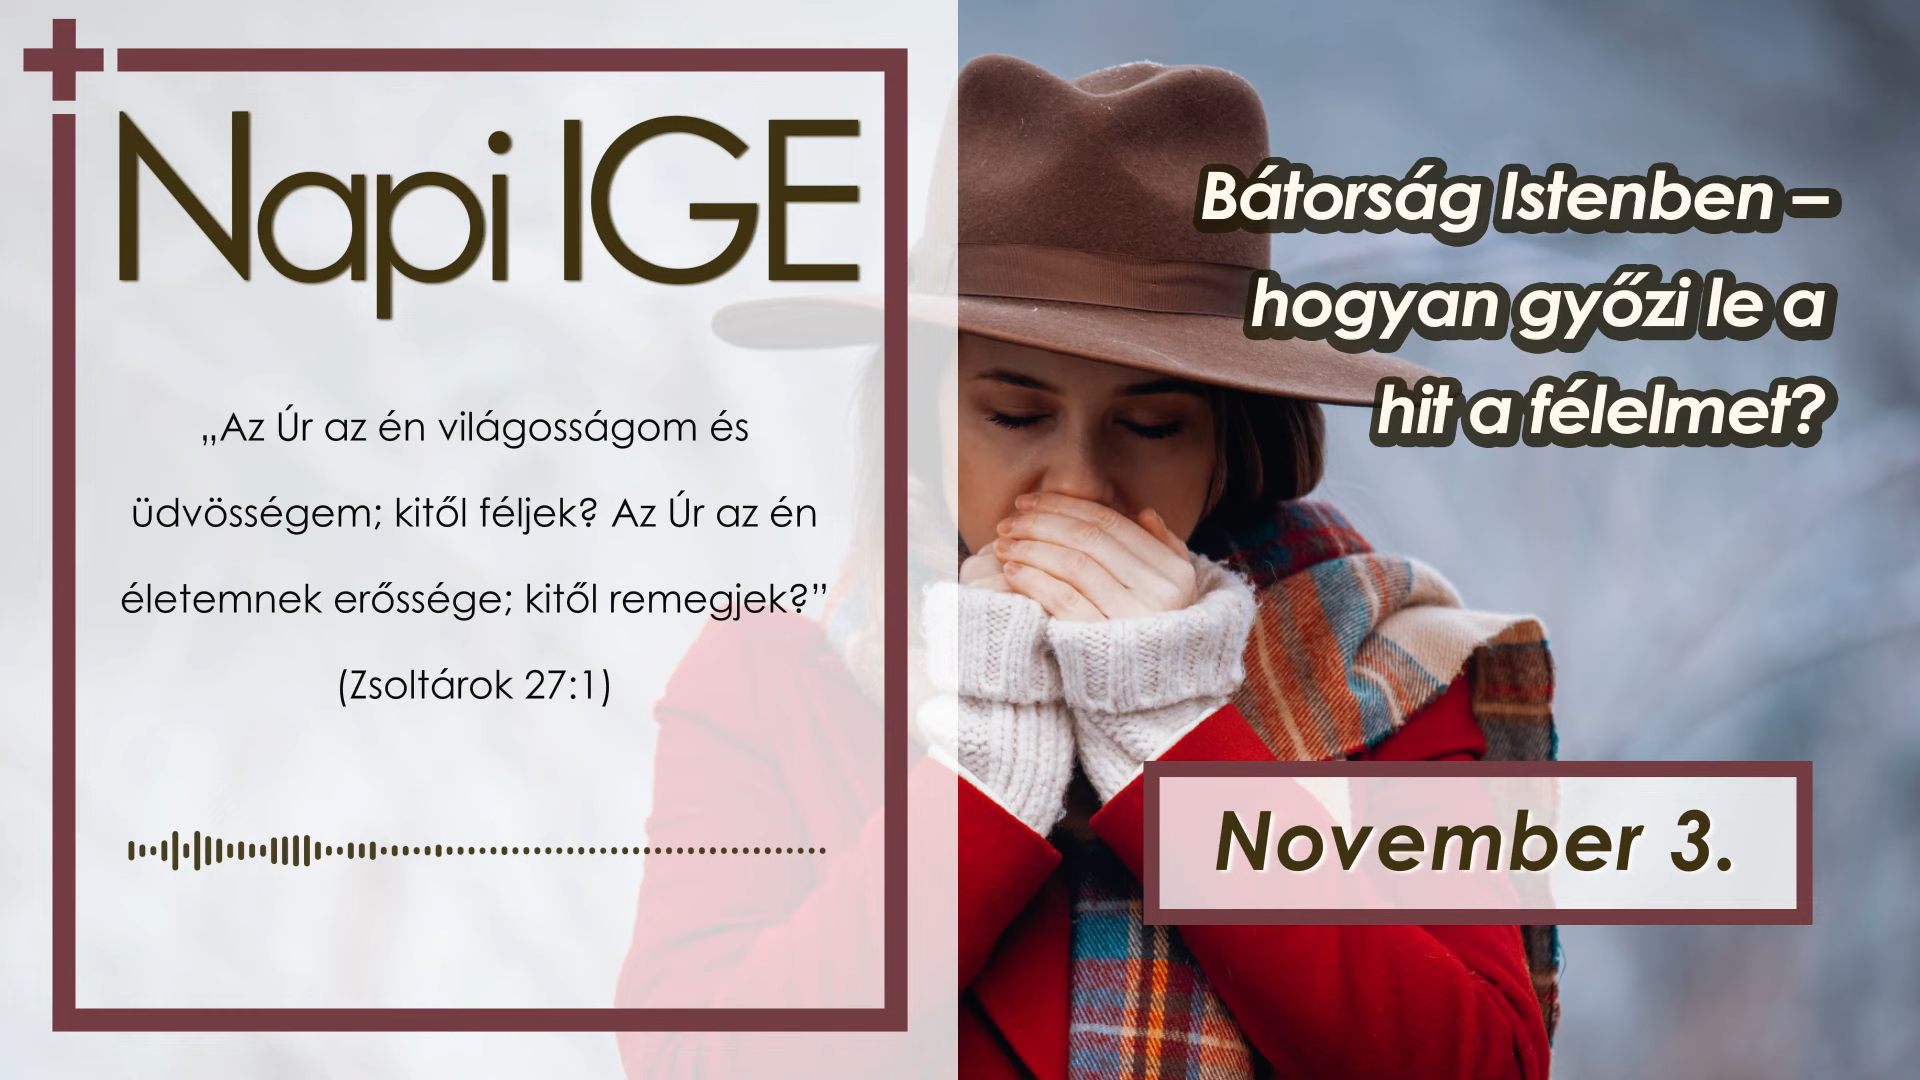 Napi IGE
„Az Úr az én világosságom és
üdvösségem; kitől féljek? Az Úr az én
életemnek erőssége; kitől remegjek?”
(Zsoltárok 27:1)
Bátorság Istenben –
hogyan győzi le a
hit a félelmet?
November 3.